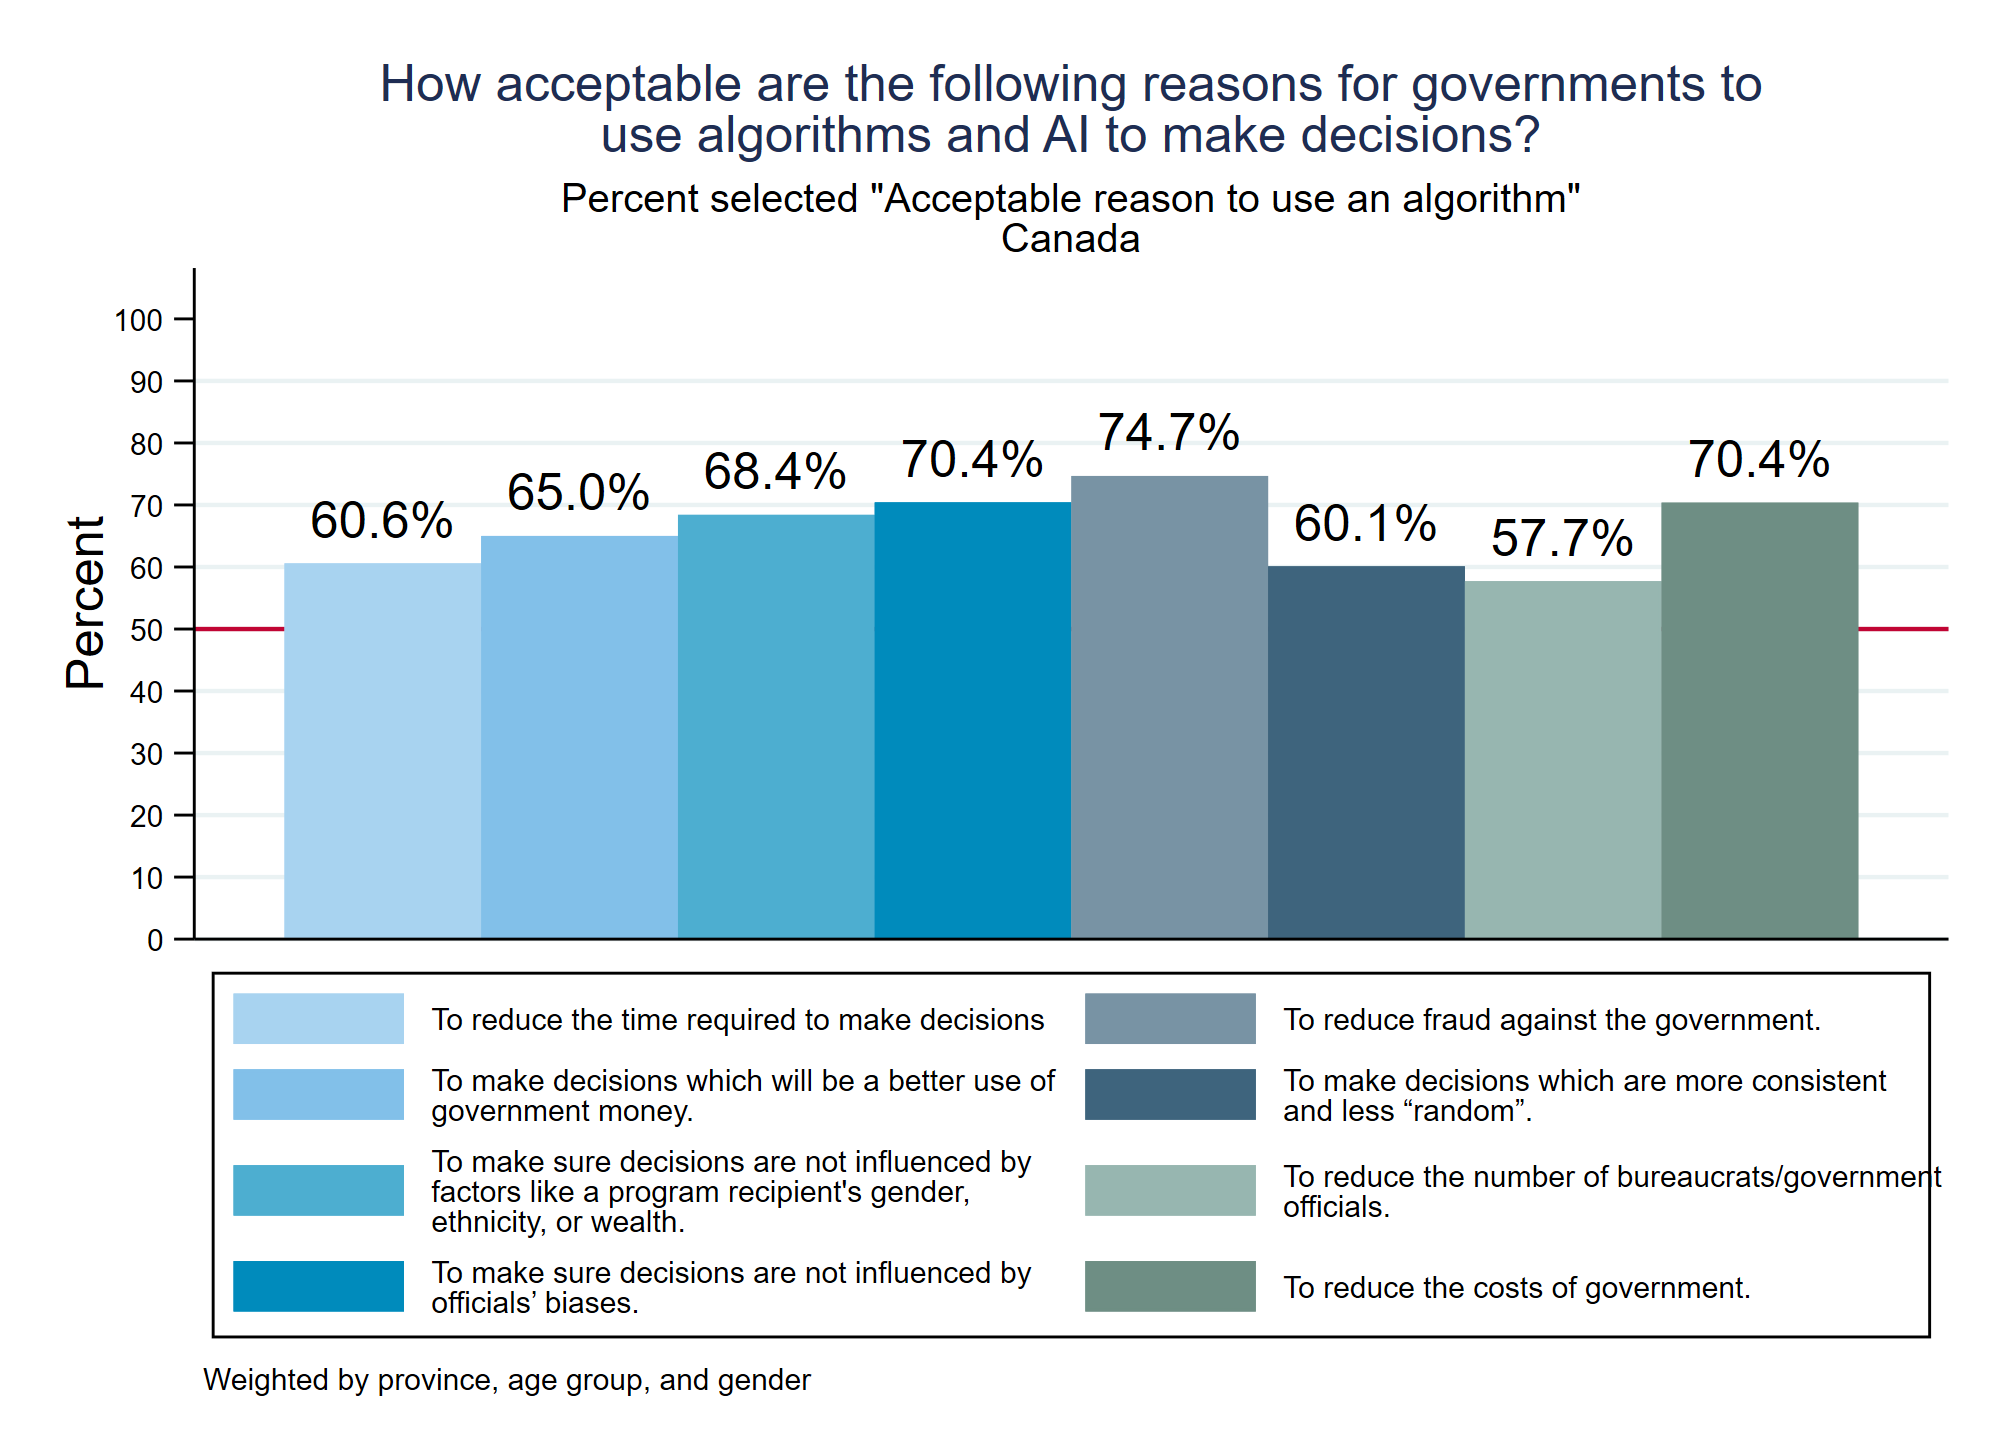 How acceptable are the following reasons for governments to
use algorithms and AI to make decisions?
Percent selected "Acceptable reason to use an algorithm"
Canada
Percent
100
90
80
70
60
50
40
30
20
10
0
60.6%
65.0%
68.4%
70.4%
74.7%
60.1%
57.7%
70.4%
To reduce the time required to make decisions
To make decisions which will be a better use of
government money.
To make sure decisions are not influenced by
factors like a program recipient's gender,
ethnicity, or wealth.
To make sure decisions are not influenced by
officials’ biases.
To reduce fraud against the government.
To make decisions which are more consistent
and less “random”.
To reduce the number of bureaucrats/government
officials.
To reduce the costs of government.
Weighted by province, age group, and gender